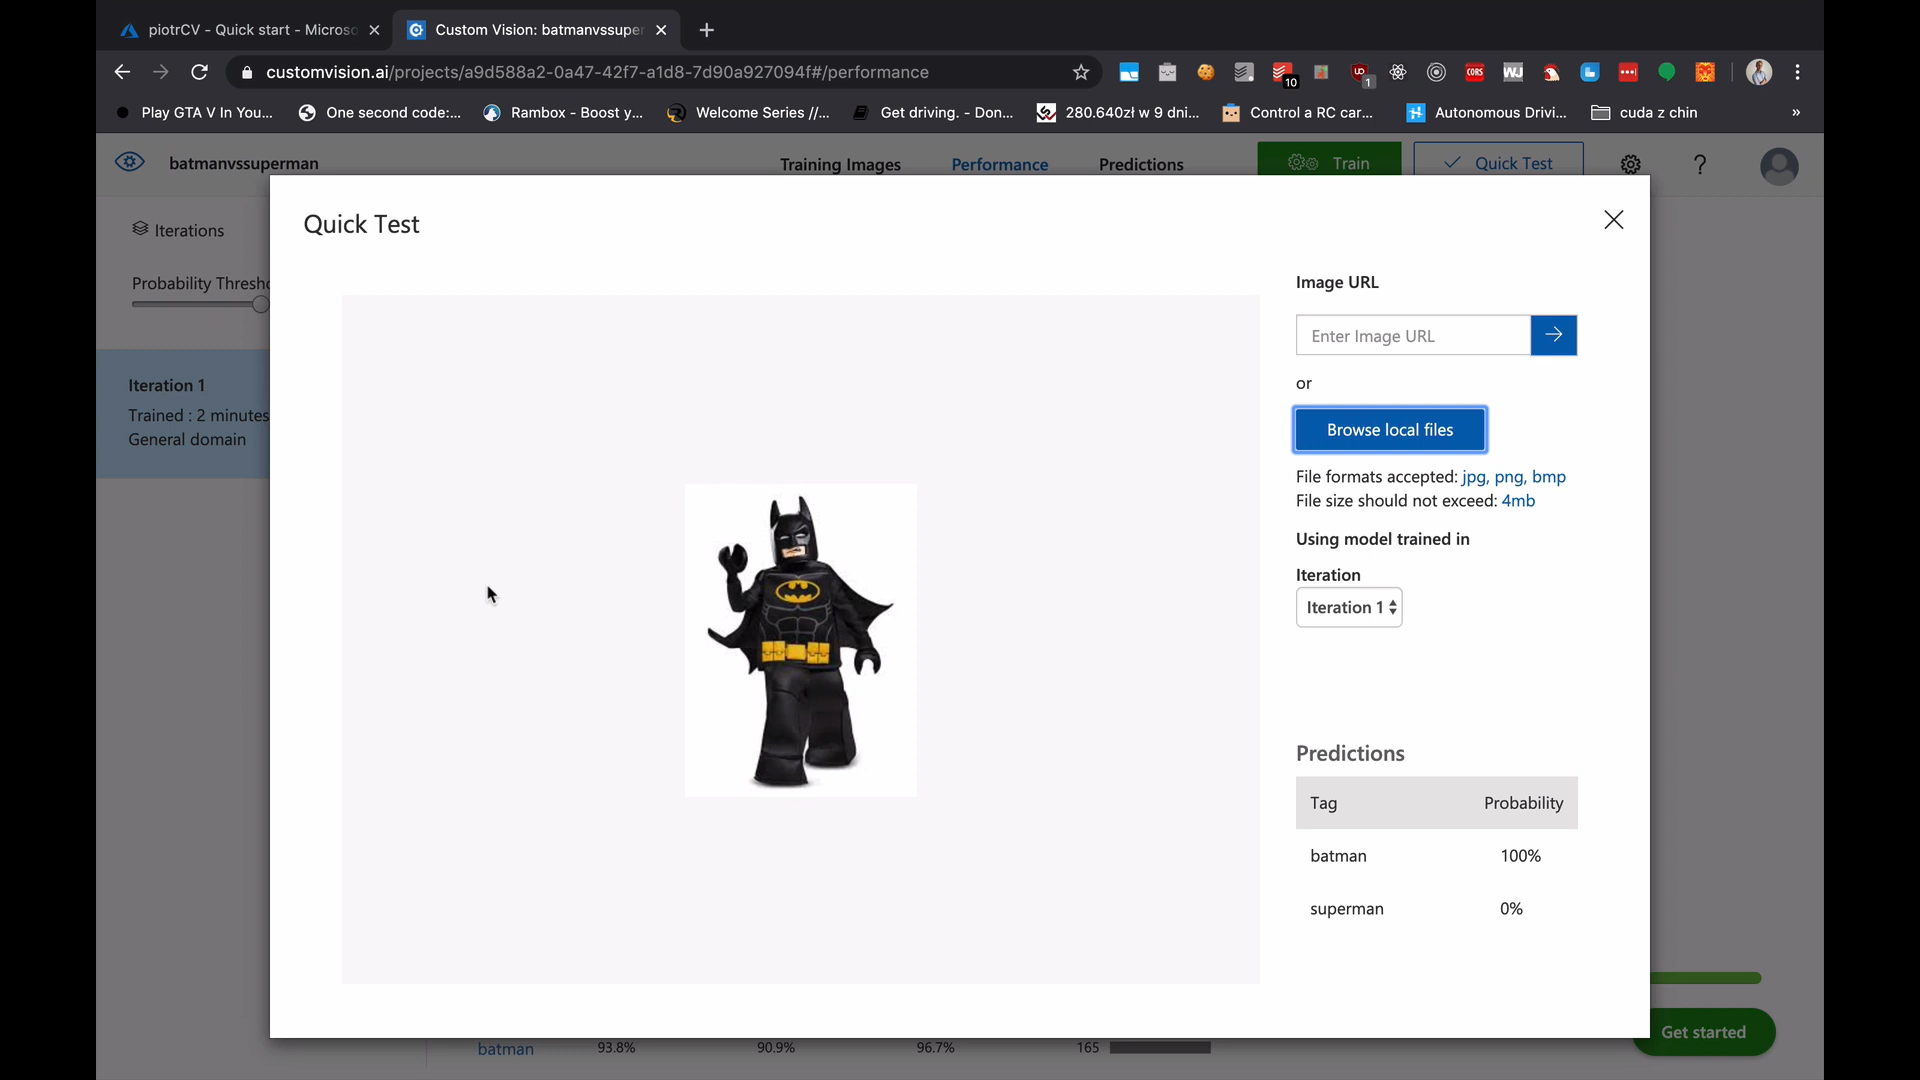 piotrCV - Quick start - Microso
Custom Vision: batmanvssuper
customvision.ai/projects/a9d588a2-0a47-42f7-a1d8-7d90a927094f#/performance
10
1
CORS
Play GTA V In You...
One second code:...
Rambox - Boost y...
Welcome Series //...
Get driving. - Don...
280.640zł w 9 dni...
Control a RC car...
Autonomous Drivi...
cuda z chin
»
batmanvssuperman
Training Images
Performance
Predictions
Train
Quick Test
?
Iterations
Probability Thresho
Iteration 1
Trained : 2 minutes
General domain
Quick Test
Image URL
Enter Image URL
or
Browse local files
File formats accepted: jpg, png, bmp
File size should not exceed: 4mb
Using model trained in
Iteration
Iteration 1
Predictions
Tag Probability
batman 100%
superman 0%
Get started
batman 93.8% 90.9% 96.7% 165